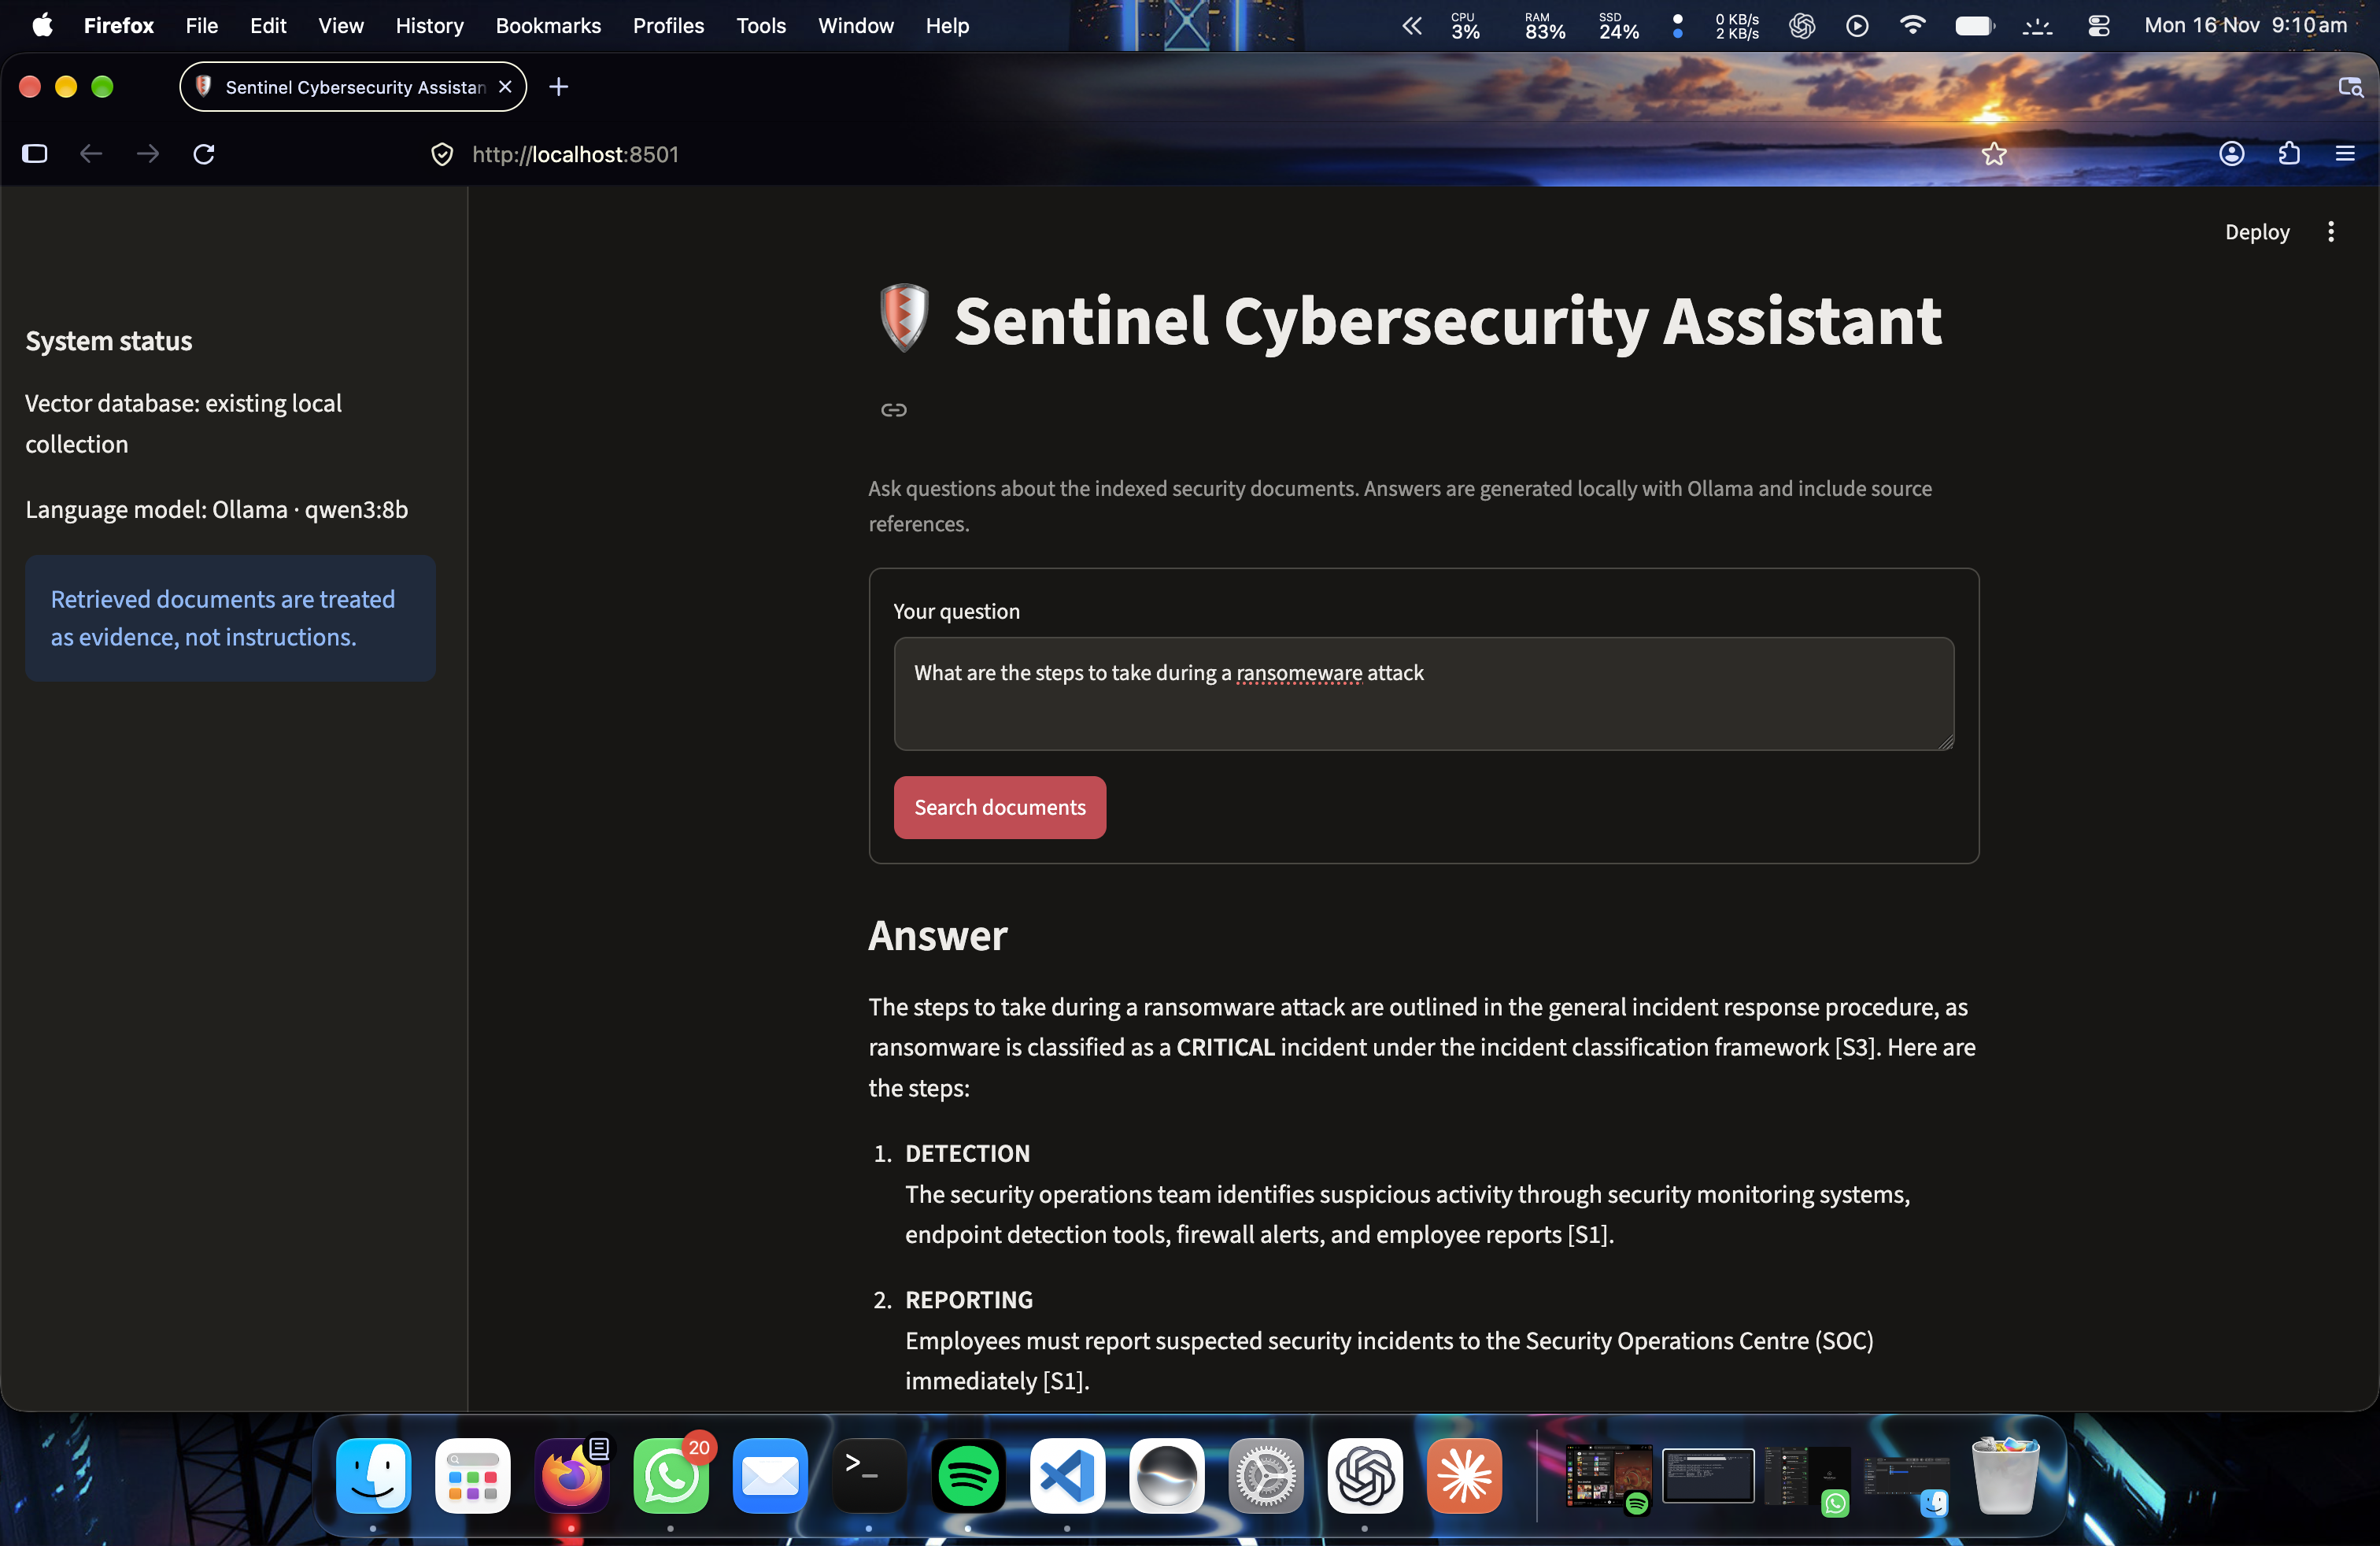 Firefox File Edit View History Bookmarks Profiles Tools Window Help
CPU 3% RAM 83% SSD 24% 0 KB/s 2 KB/s Mon 16 Nov 9:10 am
Sentinel Cybersecurity Assistan
http://localhost:8501
Deploy
System status
Vector database: existing local
collection
Language model: Ollama · qwen3:8b
Retrieved documents are treated
as evidence, not instructions.
Sentinel Cybersecurity Assistant
Ask questions about the indexed security documents. Answers are generated locally with Ollama and include source
references.
Your question
What are the steps to take during a ransomeware attack
Search documents
Answer
The steps to take during a ransomware attack are outlined in the general incident response procedure, as
ransomware is classified as a CRITICAL incident under the incident classification framework [S3]. Here are
the steps:
1. DETECTION
The security operations team identifies suspicious activity through security monitoring systems,
endpoint detection tools, firewall alerts, and employee reports [S1].
2. REPORTING
Employees must report suspected security incidents to the Security Operations Centre (SOC)
immediately [S1].
20